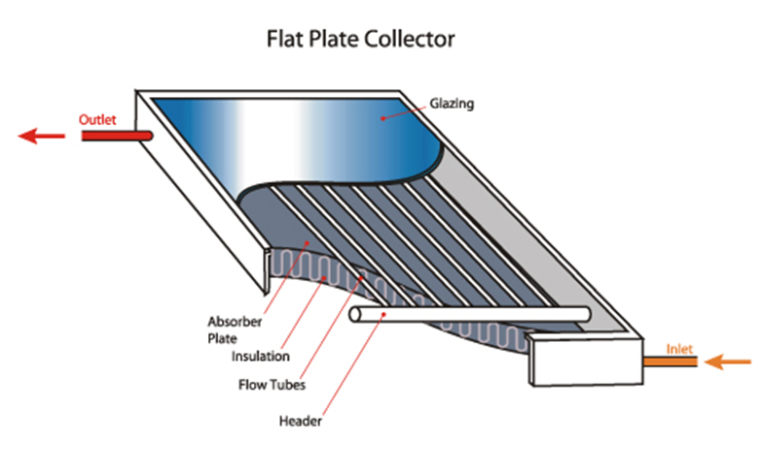 Flat Plate Collector
Glazing
Outlet
Absorber
Plate
Insulation
Inlet
Flow Tubes
Header